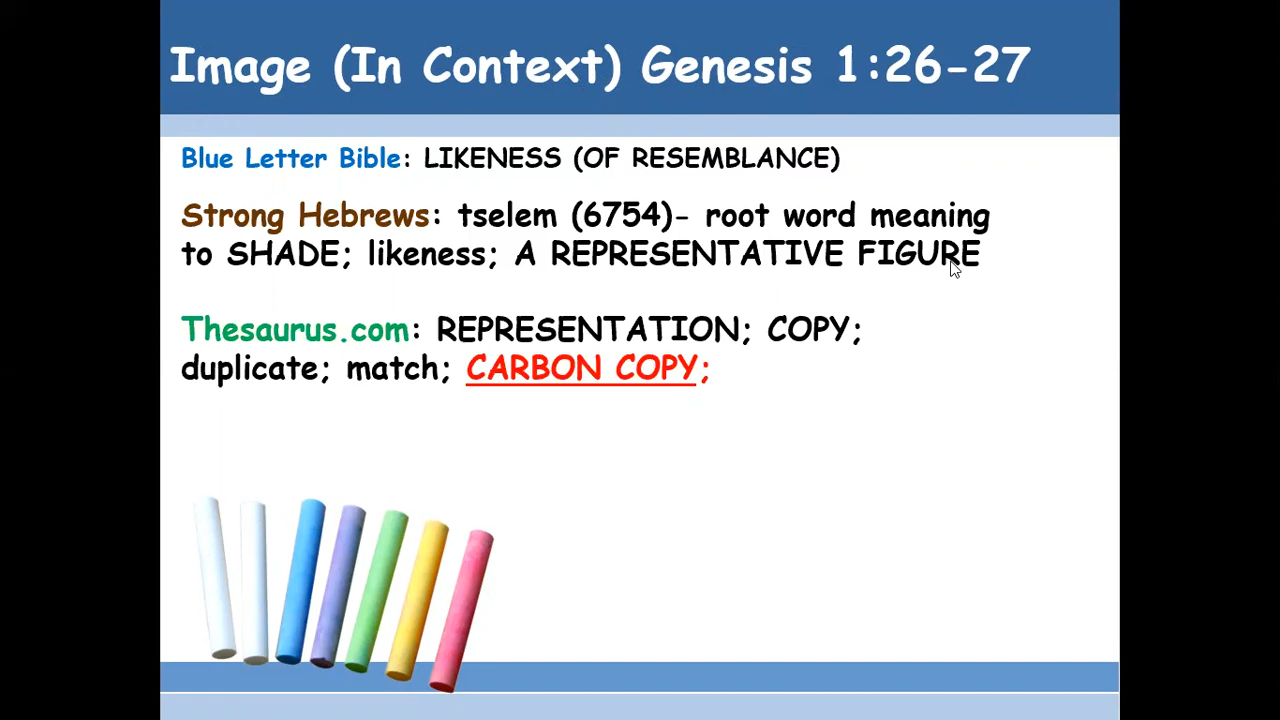 Image (In Context) Genesis 1:26-27
Blue Letter Bible: LIKENESS (OF RESEMBLANCE)
Strong Hebrews: tselem (6754)- root word meaning
to SHADE; likeness; A REPRESENTATIVE FIGURE
Thesaurus.com: REPRESENTATION; COPY;
duplicate; match; CARBON COPY;